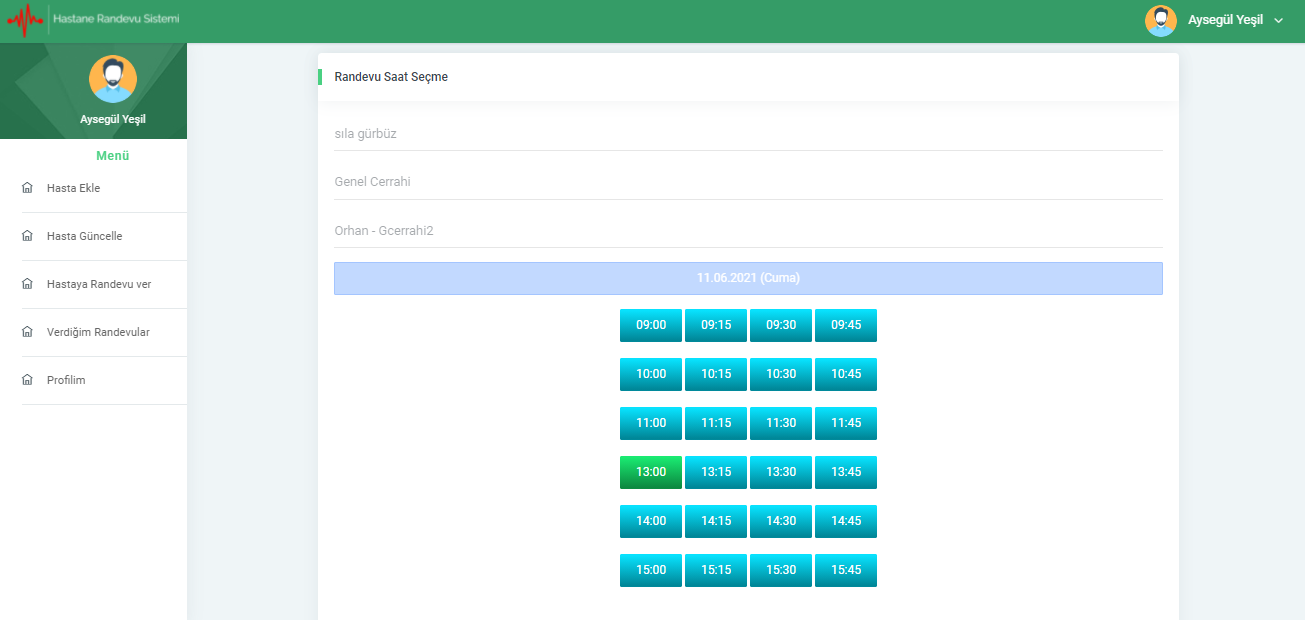 Hastane Randevu Sistemi
Aysegül Yeşil
Aysegül Yeşil
Menü
Hasta Ekle
Hasta Güncelle
Hastaya Randevu ver
Verdiğim Randevular
Profilim
Randevu Saat Seçme
sıla gürbüz
Genel Cerrahi
Orhan - Gcerrahi2
11.06.2021 (Cuma)
09:00 09:15 09:30 09:45
10:00 10:15 10:30 10:45
11:00 11:15 11:30 11:45
13:00 13:15 13:30 13:45
14:00 14:15 14:30 14:45
15:00 15:15 15:30 15:45